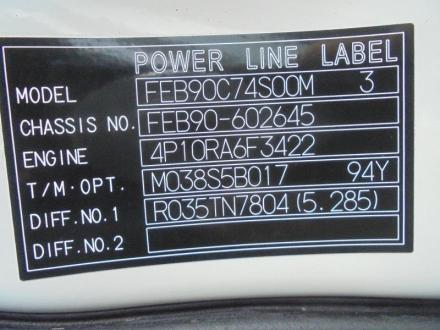 POWER LINE LABEL
MODEL FEB90C74S00M 3
CHASSIS NO. FEB90-602645
ENGINE 4P10RA6F3422
T/M·OPT. M038S5B017 94Y
DIFF.NO.1 R035TN7804(5.285)
DIFF.NO.2